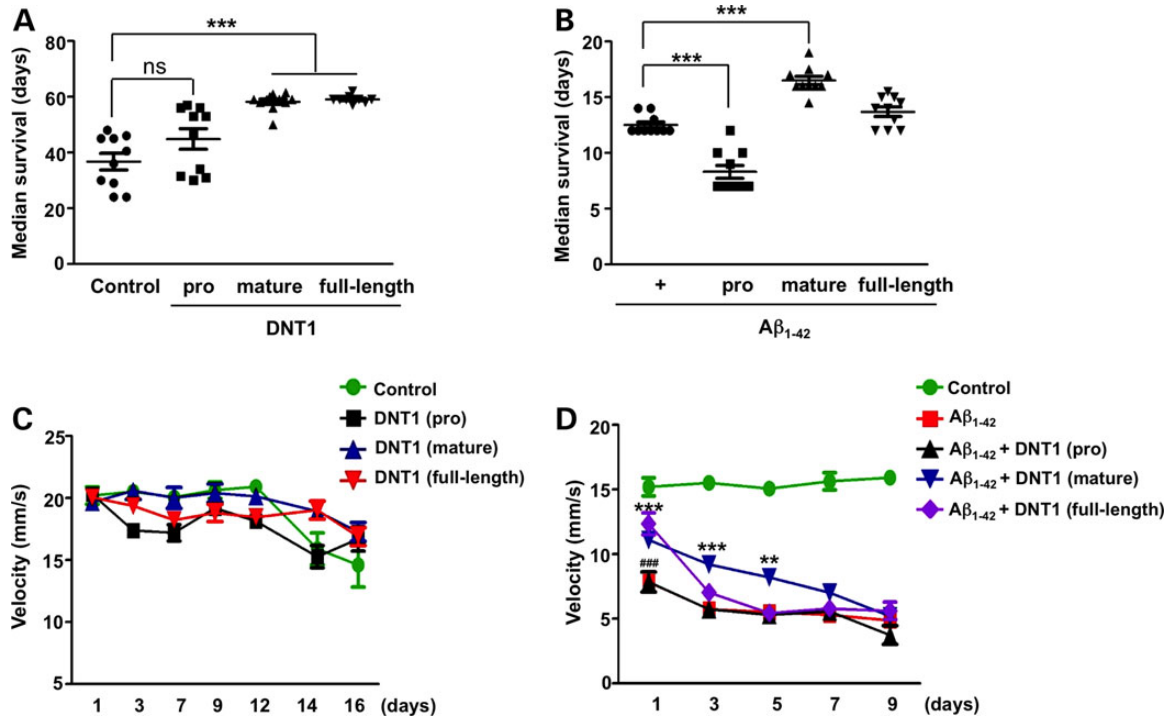 A
Median survival (days)
80
60
40
20
0
ns
***
Control
pro
mature
full-length
DNT1
B
Median survival (days)
20
15
10
5
0
***
***
+
pro
mature
full-length
Aβ1-42
C
Control
DNT1 (pro)
DNT1 (mature)
DNT1 (full-length)
Velocity (mm/s)
25
20
15
10
5
1 3 7 9 12 14 16 (days)
D
Control
Aβ1-42
Aβ1-42 + DNT1 (pro)
Aβ1-42 + DNT1 (mature)
Aβ1-42 + DNT1 (full-length)
Velocity (mm/s)
20
15
10
5
0
***
###
***
**
1 3 5 7 9 (days)